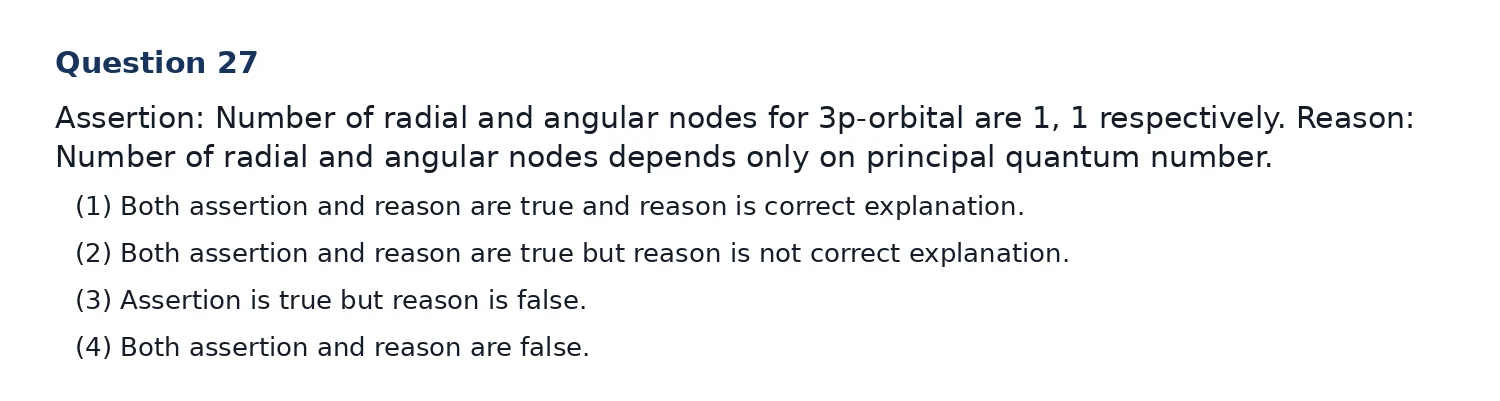 Question 27
Assertion: Number of radial and angular nodes for 3p-orbital are 1, 1 respectively. Reason:
Number of radial and angular nodes depends only on principal quantum number.
(1) Both assertion and reason are true and reason is correct explanation.
(2) Both assertion and reason are true but reason is not correct explanation.
(3) Assertion is true but reason is false.
(4) Both assertion and reason are false.